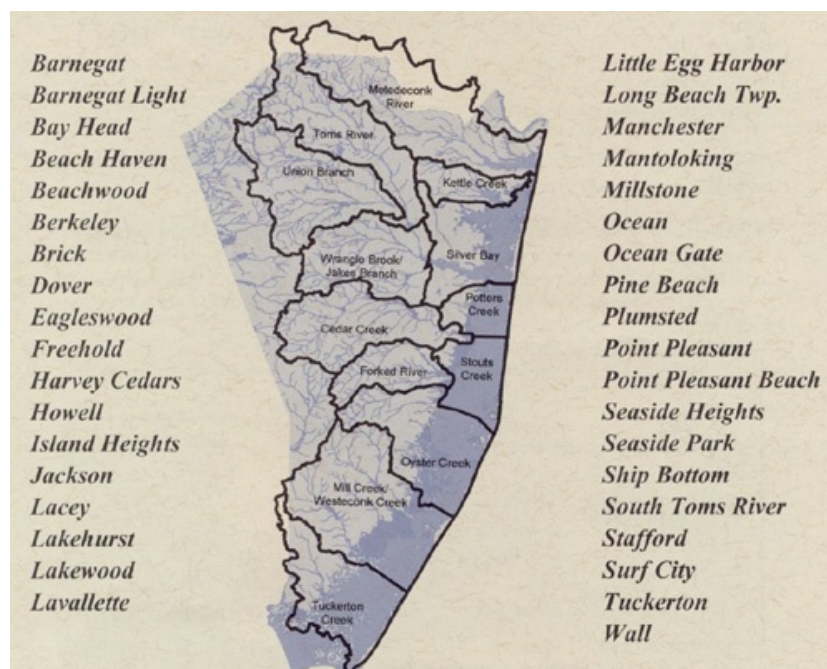 Barnegat
Barnegat Light
Bay Head
Beach Haven
Beachwood
Berkeley
Brick
Dover
Eagleswood
Freehold
Harvey Cedars
Howell
Island Heights
Jackson
Lacey
Lakehurst
Lakewood
Lavallette
Metedeconk
River
Toms River
Union Branch
Kettle Creek
Silver Bay
Wrangle Brook/
Jakes Branch
Potters
Creek
Cedar Creek
Stouts
Creek
Forked River
Oyster Creek
Mill Creek/
Westeconk Creek
Tuckerton
Creek
Little Egg Harbor
Long Beach Twp.
Manchester
Mantoloking
Millstone
Ocean
Ocean Gate
Pine Beach
Plumsted
Point Pleasant
Point Pleasant Beach
Seaside Heights
Seaside Park
Ship Bottom
South Toms River
Stafford
Surf City
Tuckerton
Wall